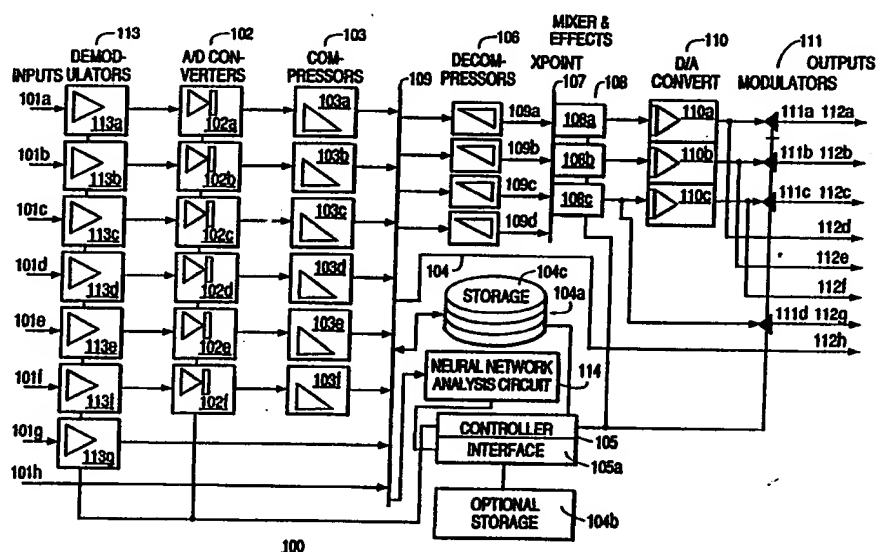 113
102
103
106
MIXER &
EFFECTS
110
111
INPUTS
DEMOD-
ULATORS
A/D CON-
VERTERS
COM-
PRESSORS
109
DECOM-
PRESSORS
XPOINT
107
108
D/A
CONVERT
MODULATORS
OUTPUTS
101a
113a
102a
103a
109a
108a
110a
111a 112a
101b
113b
102b
103b
109b
108b
110b
111b 112b
101c
113c
102c
103c
109c
108c
110c
111c 112c
109d
112d
101d
113d
102d
103d
104
104c
STORAGE
104a
112e
112f
101e
113e
102e
103e
111d 112g
112h
101f
113f
102f
103f
NEURAL NETWORK
ANALYSIS CIRCUIT
114
101g
113g
CONTROLLER
105
INTERFACE
105a
101h
OPTIONAL
STORAGE
104b
100